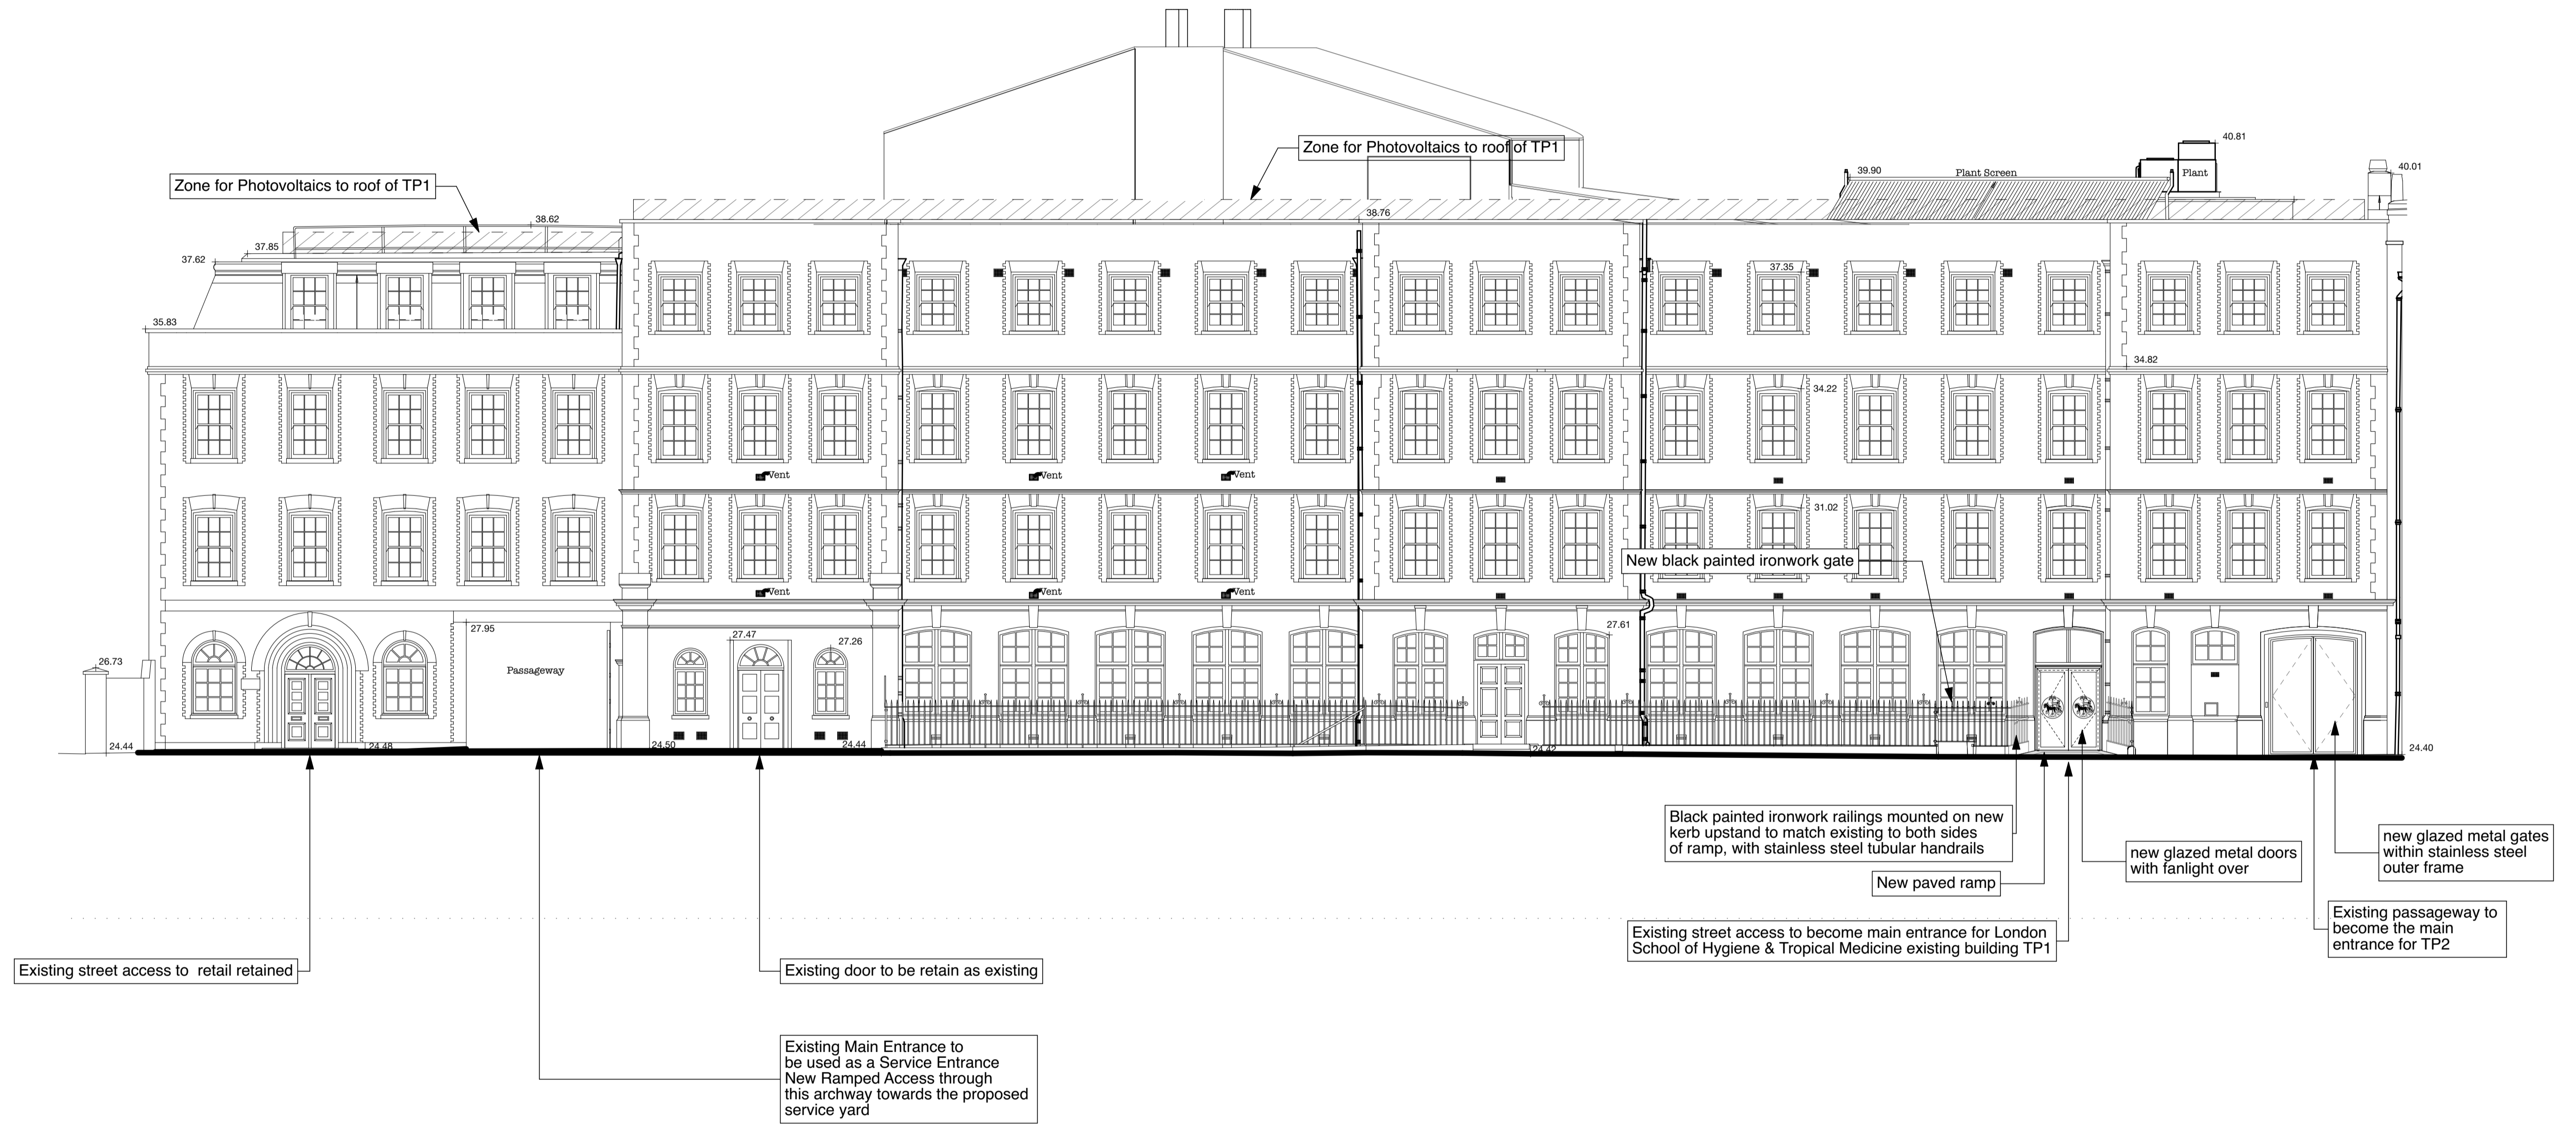 Zone for Photovoltaics to roof of TP1
Zone for Photovoltaics to roof of TP1
40.81
39.90
Plant Screen
Plant
40.01
38.62
38.76
37.85
37.62
37.35
35.83
34.82
34.22
Vent
Vent
Vent
31.02
New black painted ironwork gate
Vent
Vent
Vent
27.95
27.47
27.26
27.61
26.73
Passageway
24.44
24.48
24.50
24.44
24.42
24.40
Black painted ironwork railings mounted on new
kerb upstand to match existing to both sides
of ramp, with stainless steel tubular handrails
new glazed metal doors
with fanlight over
new glazed metal gates
within stainless steel
outer frame
New paved ramp
Existing street access to become main entrance for London
School of Hygiene & Tropical Medicine existing building TP1
Existing passageway to
become the main
entrance for TP2
Existing street access to  retail retained
Existing door to be retain as existing
Existing Main Entrance to
be used as a Service Entrance
New Ramped Access through
this archway towards the proposed
service yard